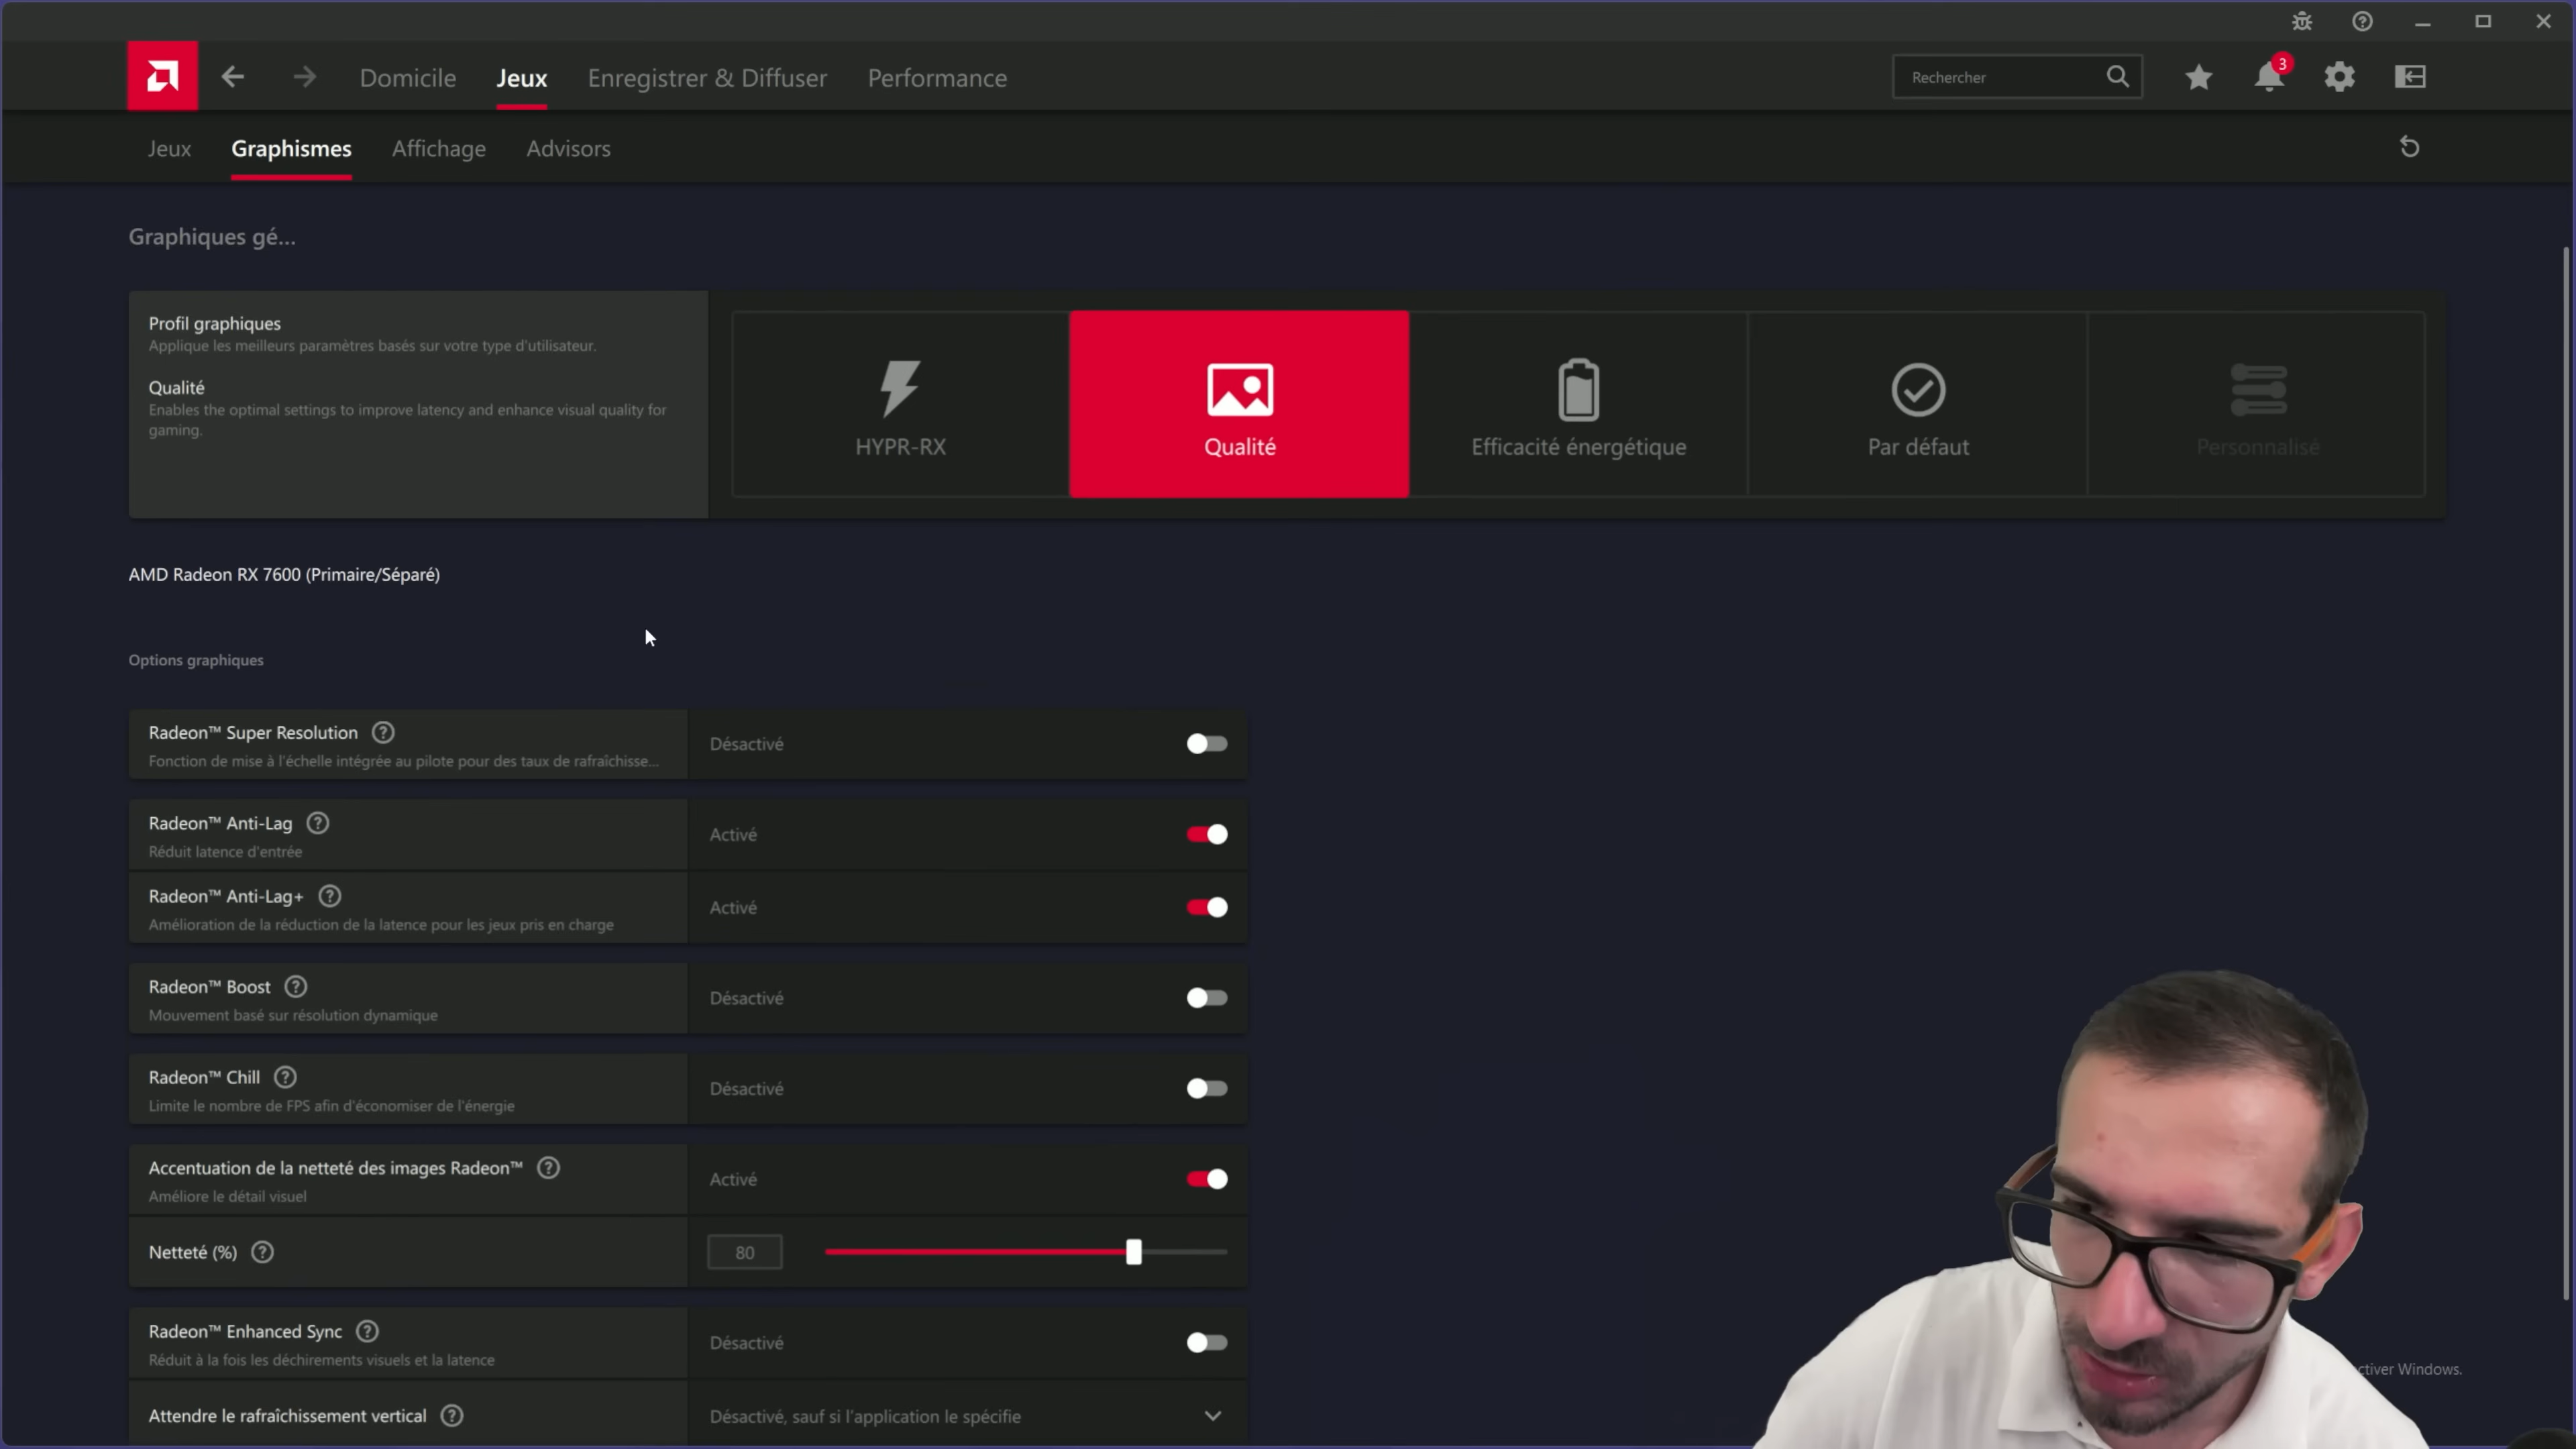 Domicile
Jeux
Enregistrer & Diffuser
Performance
Rechercher
3
Jeux
Graphismes
Affichage
Advisors
Graphiques gé...
Profil graphiques
Applique les meilleurs paramètres basés sur votre type d'utilisateur.
Qualité
Enables the optimal settings to improve latency and enhance visual quality for
gaming.
HYPR-RX
Qualité
Efficacité énergétique
Par défaut
Personnalisé
AMD Radeon RX 7600 (Primaire/Séparé)
Options graphiques
Radeon™ Super Resolution
Fonction de mise à l'échelle intégrée au pilote pour des taux de rafraîchisse...
Désactivé
Radeon™ Anti-Lag
Réduit latence d'entrée
Activé
Radeon™ Anti-Lag+
Amélioration de la réduction de la latence pour les jeux pris en charge
Activé
Radeon™ Boost
Mouvement basé sur résolution dynamique
Désactivé
Radeon™ Chill
Limite le nombre de FPS afin d'économiser de l'énergie
Désactivé
Accentuation de la netteté des images Radeon™
Améliore le détail visuel
Activé
Netteté (%)
80
Radeon™ Enhanced Sync
Réduit à la fois les déchirements visuels et la latence
Désactivé
Attendre le rafraîchissement vertical
Désactivé, sauf si l'application le spécifie
ctiver Windows.